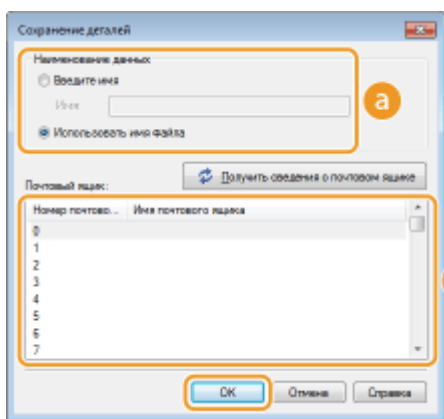 Сохранение деталей
Наименование данных
Введите имя
Имя
Использовать имя файла
a
Получить сведения о почтовом ящике
Почтовый ящик:
Номер почтово... Имя почтового ящика
0
1
2
3
4
5
6
7
OK Отмена Справка